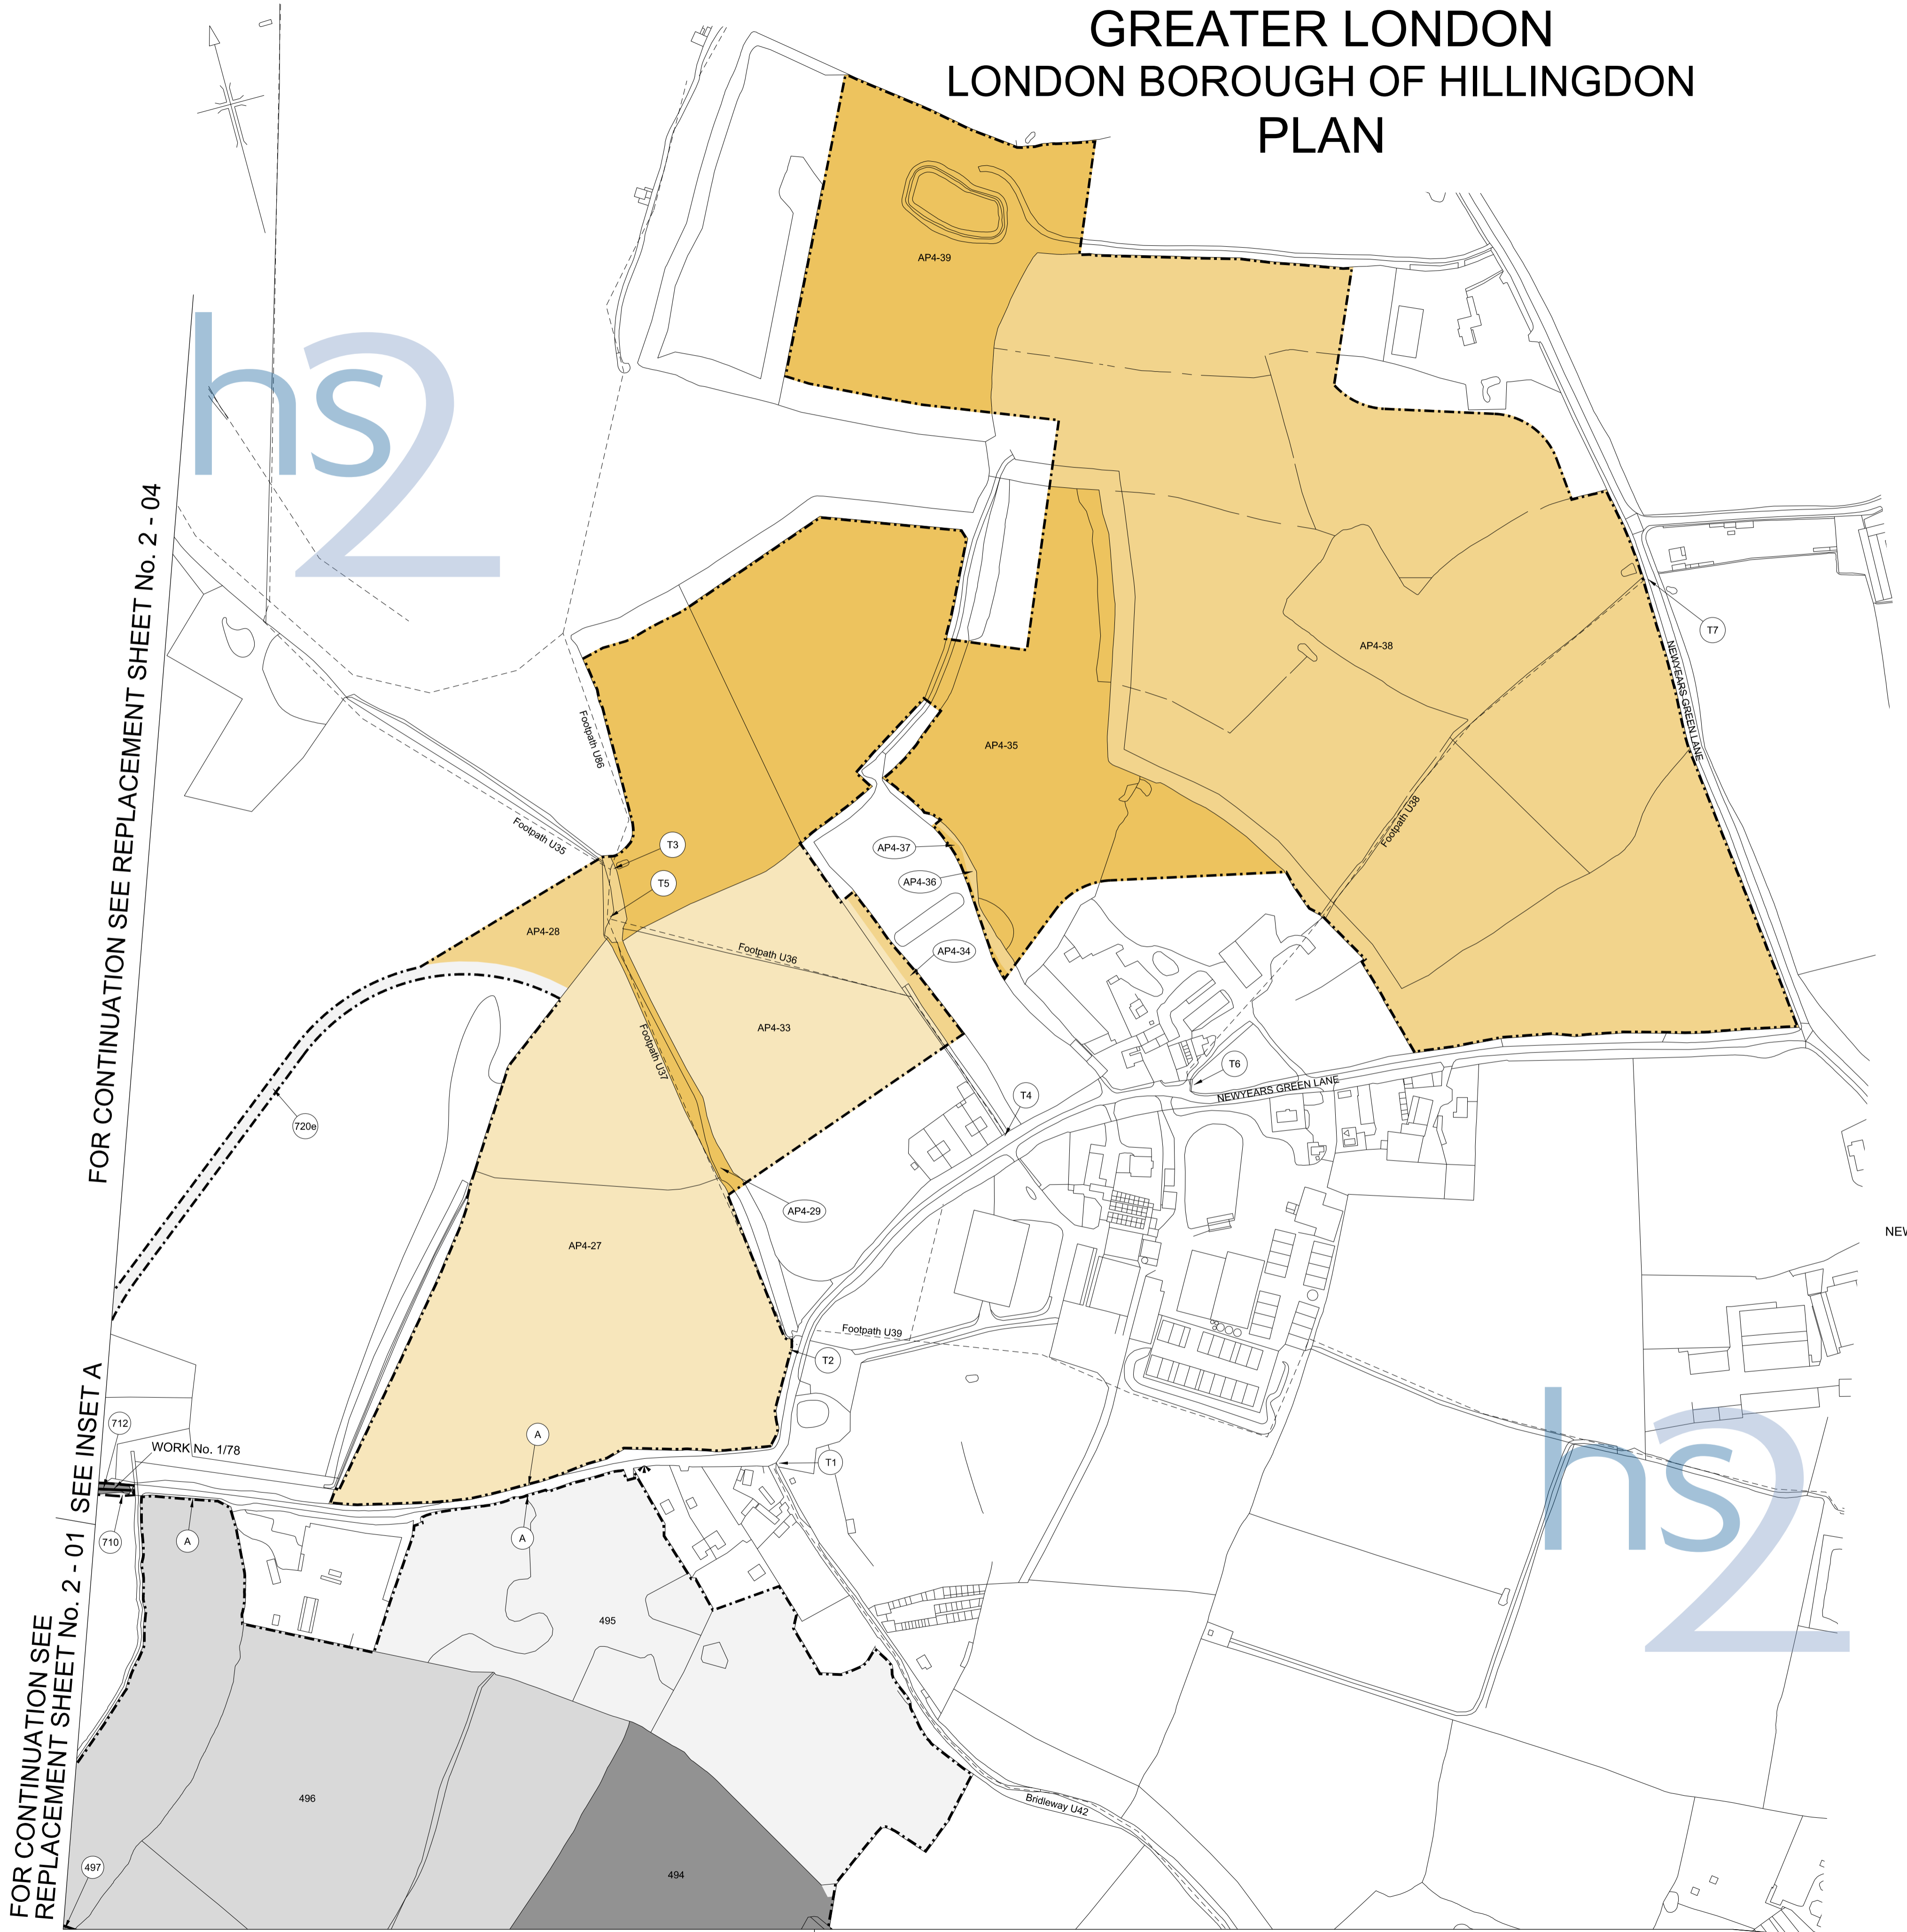 GREATER LONDON
LONDON BOROUGH OF HILLINGDON
PLAN
hs2
AP4-39
FOR CONTINUATION SEE REPLACEMENT SHEET No. 2 - 04
T7
AP4-38
NEWYEARS GREEN LANE
Footpath U86
AP4-35
Footpath U38
Footpath U35
T3
AP4-37
T5
AP4-36
AP4-28
Footpath U36
AP4-34
AP4-33
Footpath U37
T6
NEWYEARS GREEN LANE
T4
720e
AP4-29
NEW
AP4-27
Footpath U39
T2
SEE INSET A
712
WORK No. 1/78
A
T1
710
A
A
hs2
495
FOR CONTINUATION SEE
REPLACEMENT SHEET No. 2 - 01
496
Bridleway U42
497
494